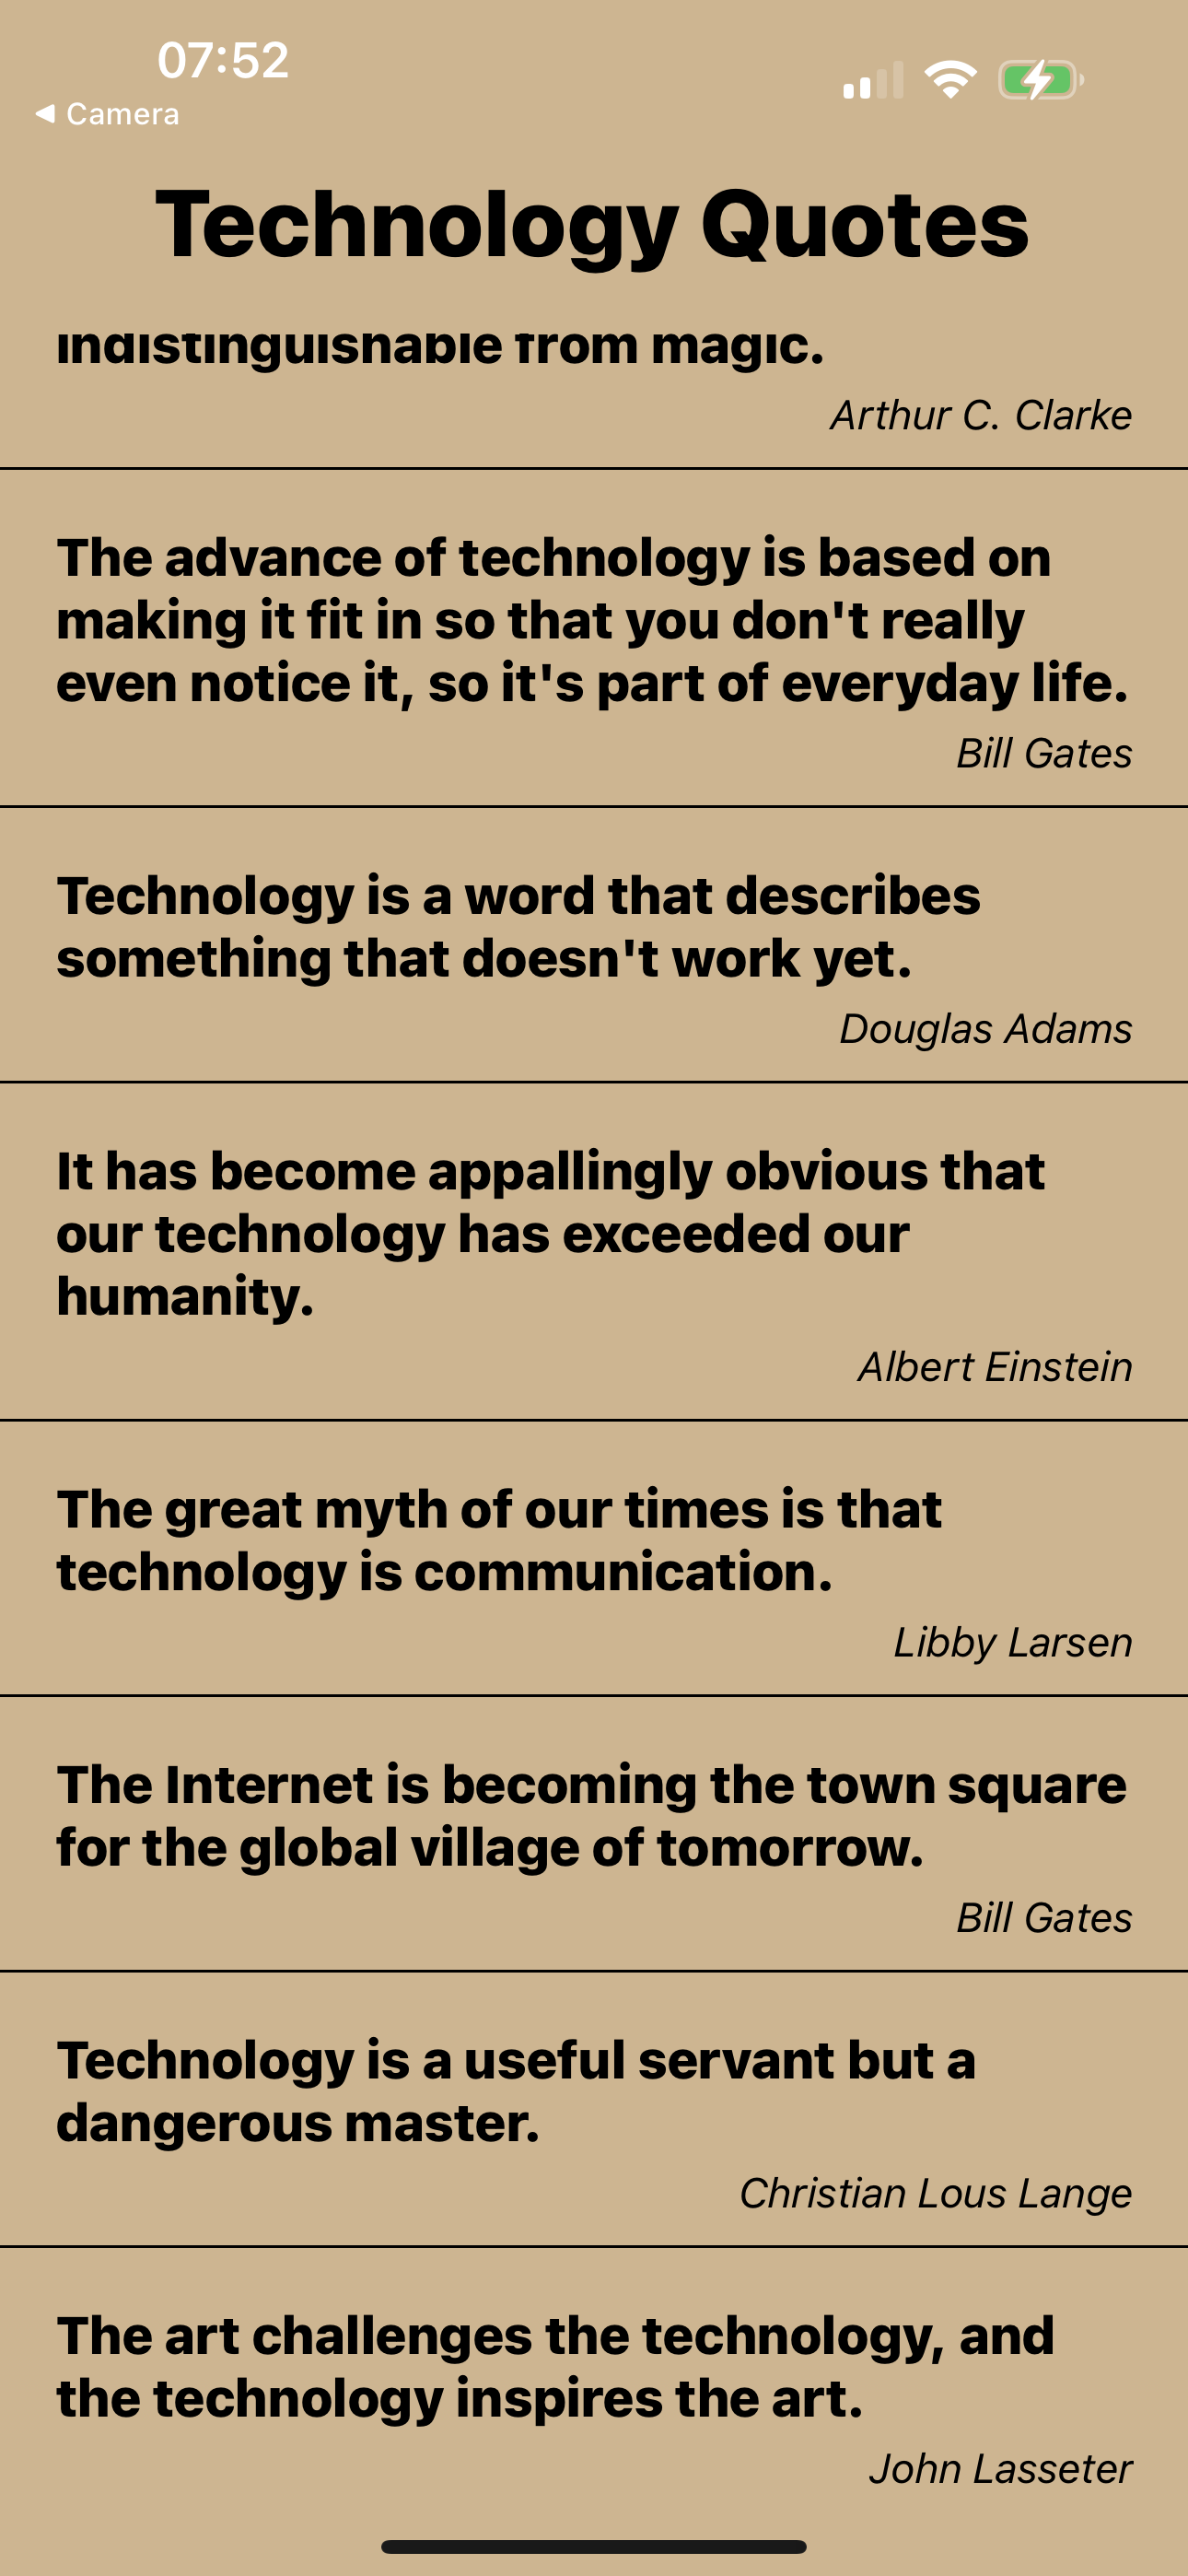 07:52
◀ Camera
Technology Quotes
indistinguishable from magic.
Arthur C. Clarke
The advance of technology is based on
making it fit in so that you don't really
even notice it, so it's part of everyday life.
Bill Gates
Technology is a word that describes
something that doesn't work yet.
Douglas Adams
It has become appallingly obvious that
our technology has exceeded our
humanity.
Albert Einstein
The great myth of our times is that
technology is communication.
Libby Larsen
The Internet is becoming the town square
for the global village of tomorrow.
Bill Gates
Technology is a useful servant but a
dangerous master.
Christian Lous Lange
The art challenges the technology, and
the technology inspires the art.
John Lasseter